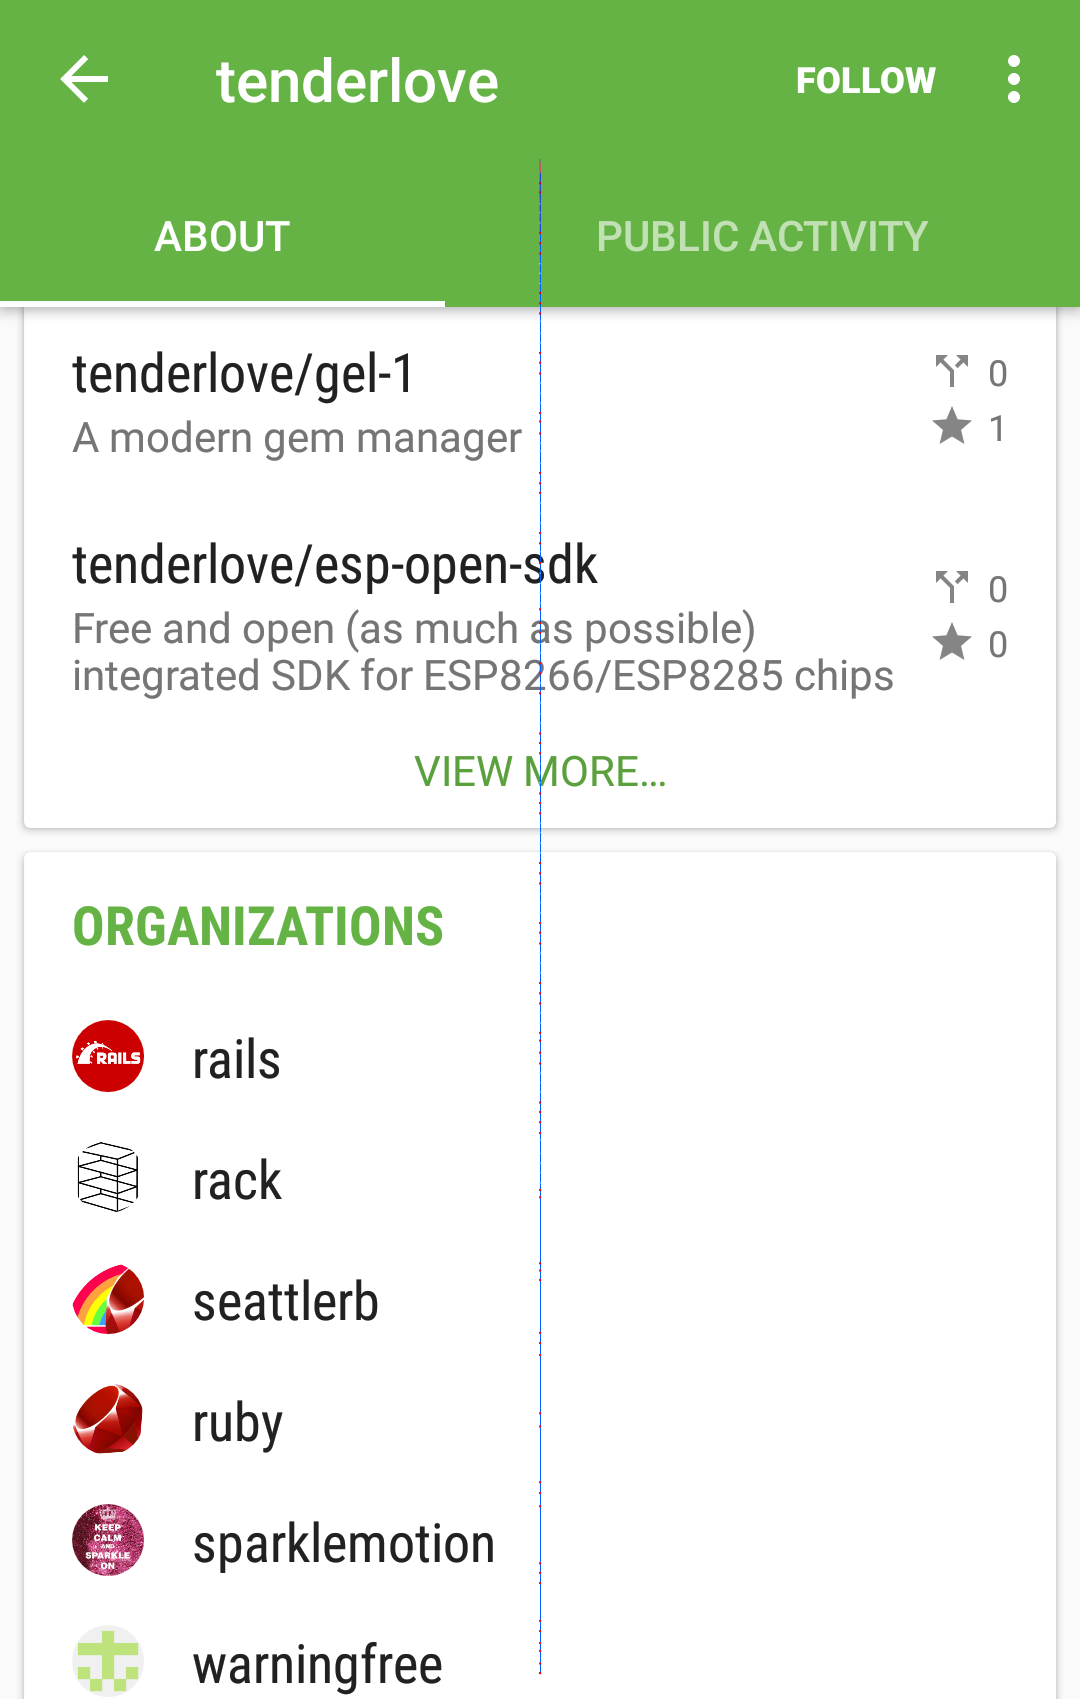 tenderlove
FOLLOW
ABOUT
PUBLIC ACTIVITY
tenderlove/gel-1
0
A modern gem manager
1
tenderlove/esp-open-sdk
0
Free and open (as much as possible)
integrated SDK for ESP8266/ESP8285 chips
0
VIEW MORE...
ORGANIZATIONS
RAILS
rails
rack
seattlerb
ruby
KEEP
CALM
AND
SPARKLE
ON
sparklemotion
warningfree